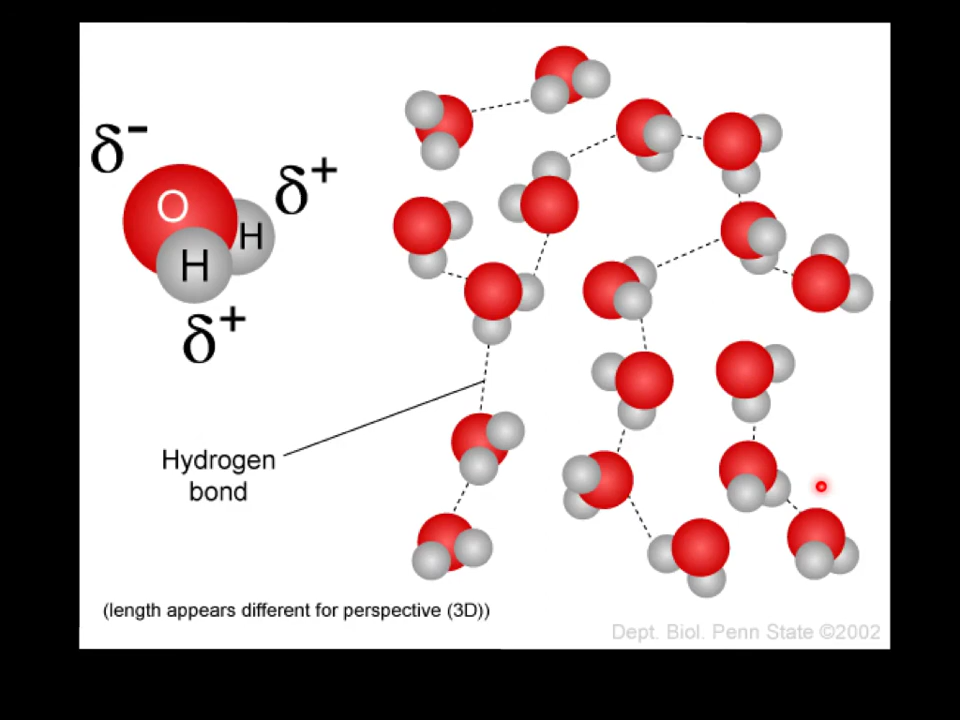 δ-
δ+
O
H
H
δ+
Hydrogen
bond
(length appears different for perspective (3D))
Dept. Biol. Penn State ©2002